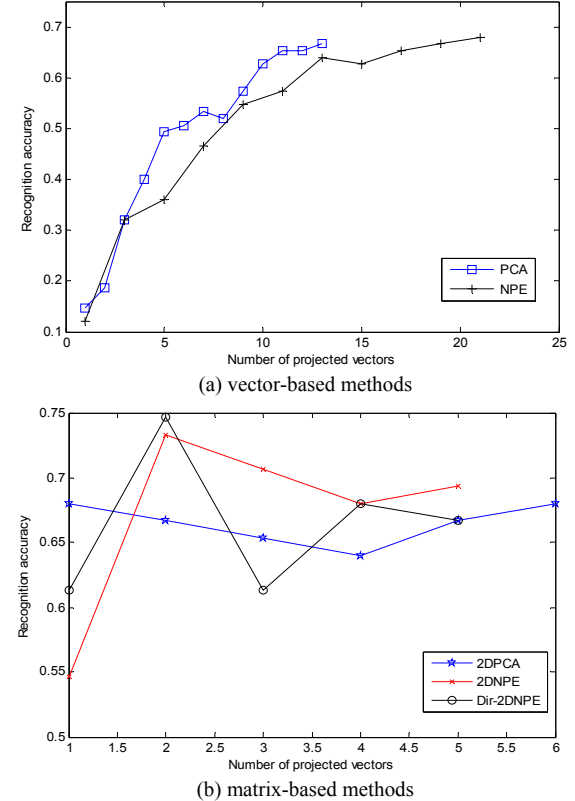 0.7
0.6
0.5
0.4
0.3
0.2
0.1
Recognition accuracy
PCA
NPE
0 5 10 15 20 25
Number of projected vectors
(a) vector-based methods
0.75
0.7
0.65
0.6
0.55
0.5
Recognition accuracy
2DPCA
2DNPE
Dir-2DNPE
1 1.5 2 2.5 3 3.5 4 4.5 5 5.5 6
Number of projected vectors
(b) matrix-based methods